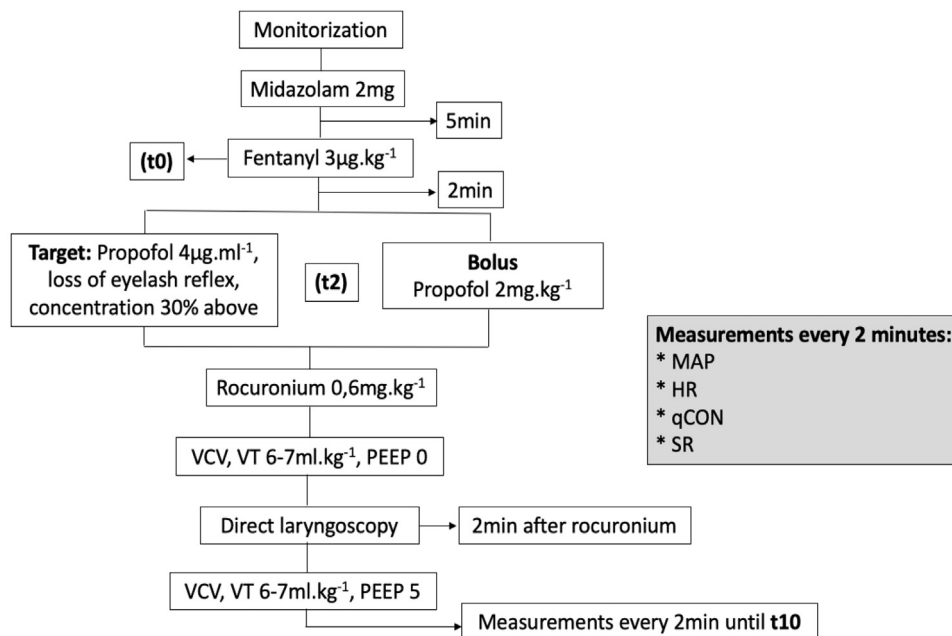 Monitorization
Midazolam 2mg
5min
(t0)
Fentanyl 3µg.kg⁻¹
2min
Target: Propofol 4µg.ml⁻¹,
loss of eyelash reflex,
concentration 30% above
(t2)
Bolus
Propofol 2mg.kg⁻¹
Rocuronium 0,6mg.kg⁻¹
VCV, VT 6-7ml.kg⁻¹, PEEP 0
Direct laryngoscopy
2min after rocuronium
VCV, VT 6-7ml.kg⁻¹, PEEP 5
Measurements every 2min until t10
Measurements every 2 minutes:
* MAP
* HR
* qCON
* SR